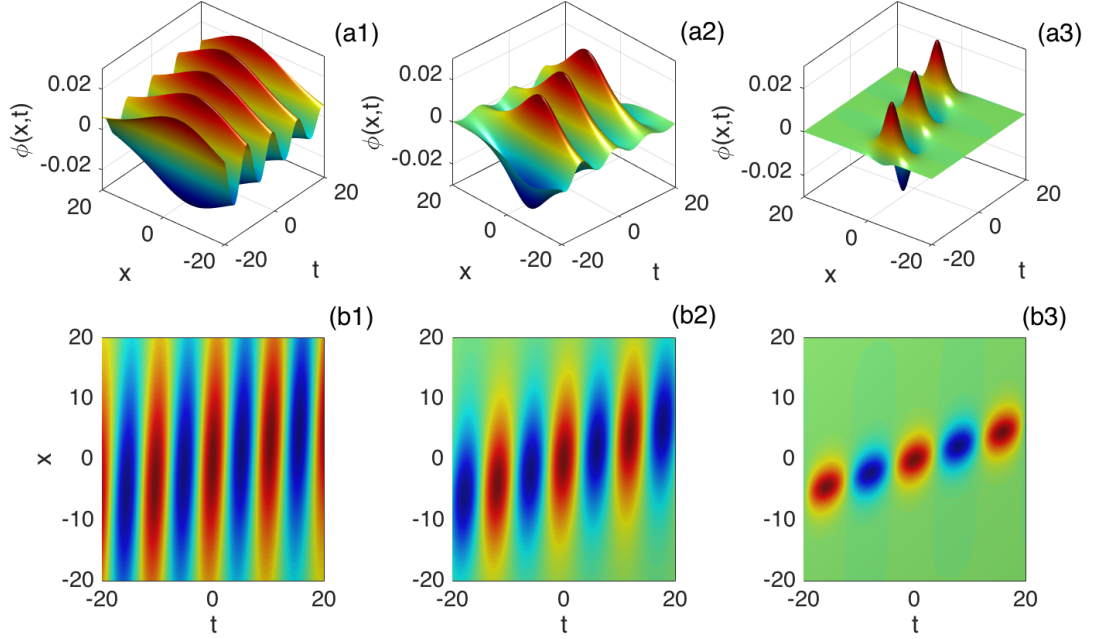 (a1) (a2) (a3)
0.02 0.02 0.02
ϕ(x,t) 0 ϕ(x,t) 0 ϕ(x,t) 0
-0.02 -0.02 -0.02
20 20 20 20 20 20
0 0 0 0 0 0
x -20 -20 t x -20 -20 t x -20 -20 t
(b1) (b2) (b3)
20 20 20
10 10 10
x 0 0 0
-10 -10 -10
-20 -20 -20
-20 0 20 -20 0 20 -20 0 20
t t t